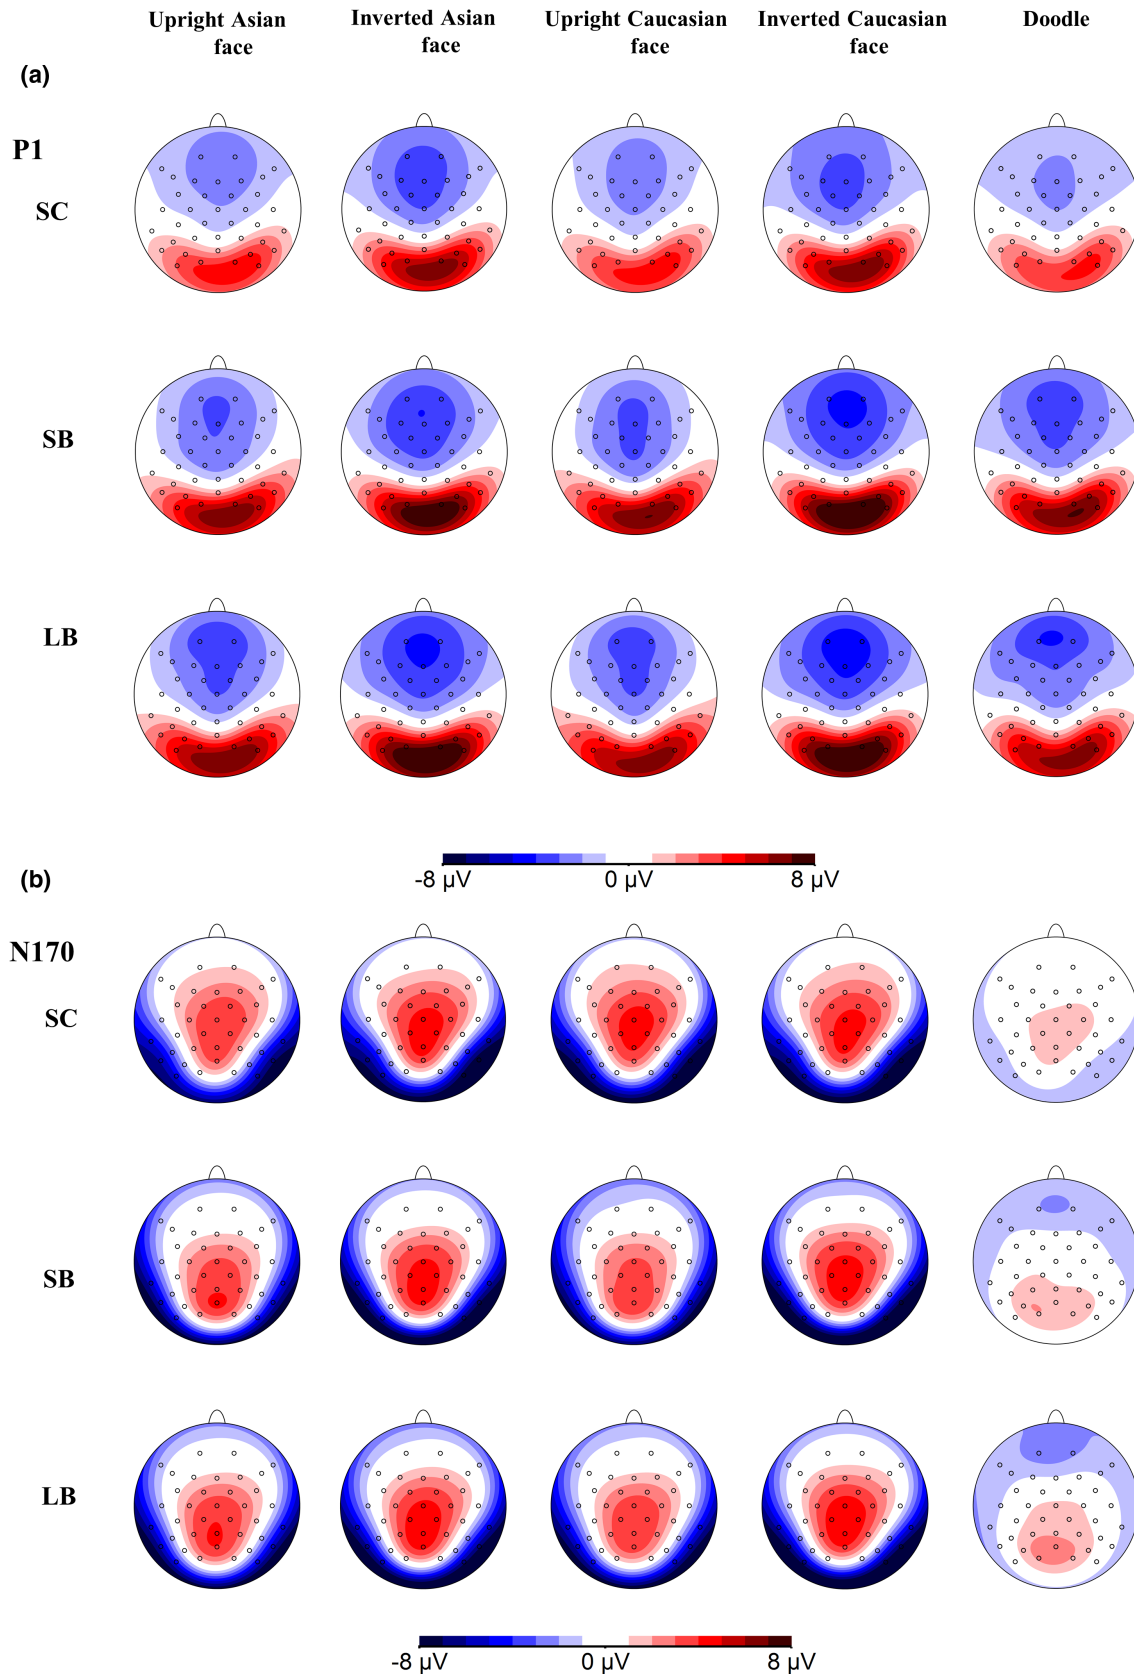 Upright Asian face
Inverted Asian face
Upright Caucasian face
Inverted Caucasian face
Doodle
(a)
P1
SC
SB
LB
-8 µV 0 µV 8 µV
(b)
N170
SC
SB
LB
-8 µV 0 µV 8 µV